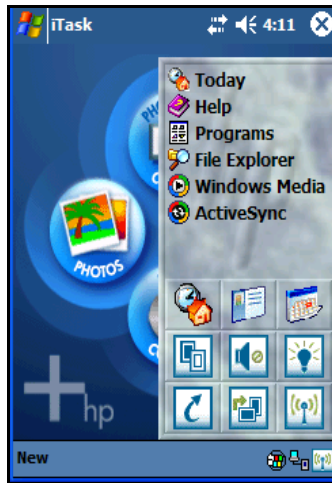 iTask 4:11
Today
Help
Programs
File Explorer
Windows Media
ActiveSync
PHOTOS
hp
New